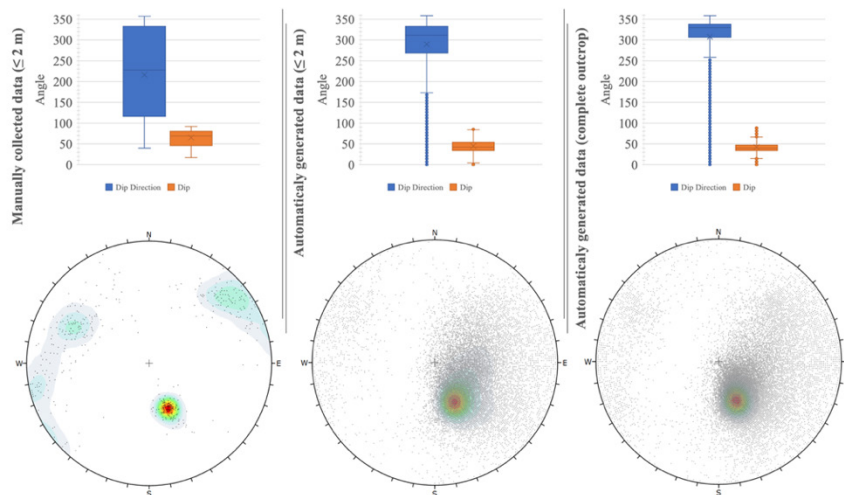 Manually collected data (≤ 2 m)
Angle
350
300
250
200
150
100
50
0
Dip Direction
Dip
N
W
E
S
Automaticaly generated data (≤ 2 m)
Angle
350
300
250
200
150
100
50
0
Dip Direction
Dip
N
W
E
S
Automaticaly generated data (complete outcrop)
Angle
350
300
250
200
150
100
50
0
Dip Direction
Dip
N
W
E
S